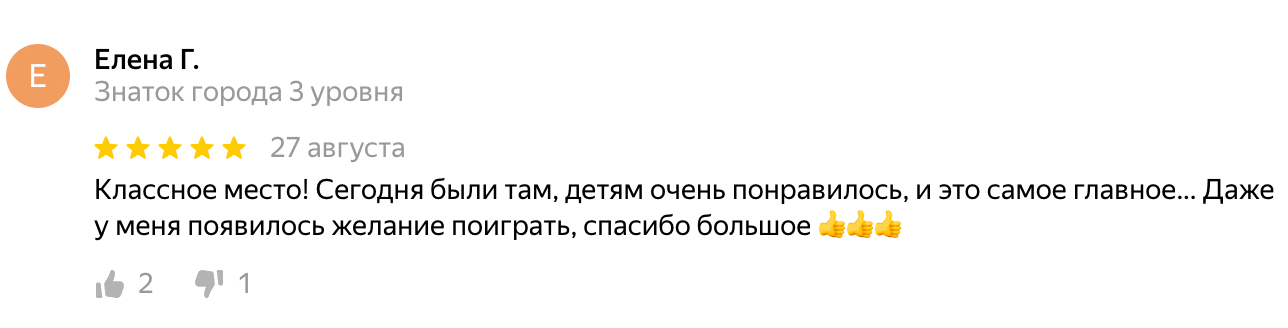 Е
Елена Г.
Знаток города 3 уровня
27 августа
Классное место! Сегодня были там, детям очень понравилось, и это самое главное... Даже
у меня появилось желание поиграть, спасибо большое 👍👍👍
2 1